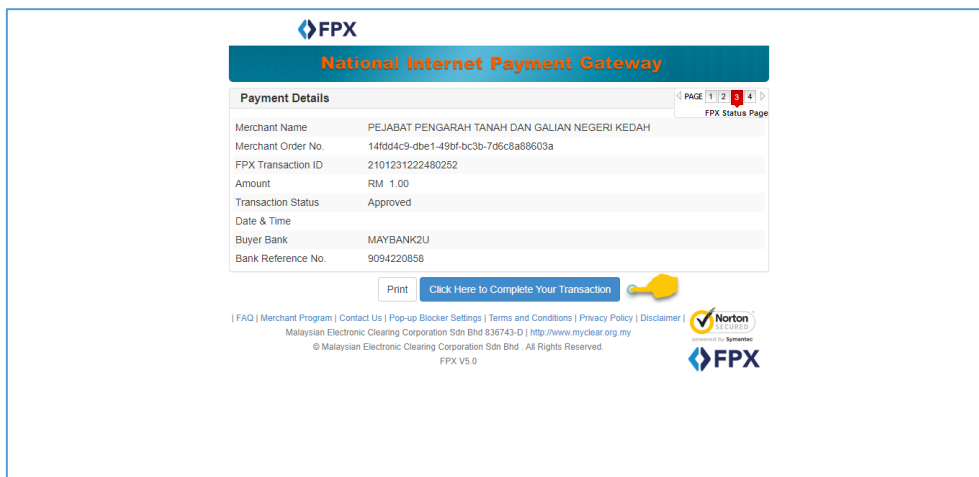 FPX
National Internet Payment Gateway
Payment Details
PAGE 1 2 3 4
FPX Status Page
Merchant Name PEJABAT PENGARAH TANAH DAN GALIAN NEGERI KEDAH
Merchant Order No. 14fdd4c9-dbe1-49bf-bc3b-7d6c8a88603a
FPX Transaction ID 2101231222480252
Amount RM 1.00
Transaction Status Approved
Date & Time
Buyer Bank MAYBANK2U
Bank Reference No. 9094220858
Print Click Here to Complete Your Transaction
| FAQ | Merchant Program | Contact Us | Pop-up Blocker Settings | Terms and Conditions | Privacy Policy | Disclaimer |
Malaysian Electronic Clearing Corporation Sdn Bhd 836743-D | http://www.myclear.org.my
© Malaysian Electronic Clearing Corporation Sdn Bhd . All Rights Reserved.
FPX V5.0
Norton
SECURED
powered by Symantec
FPX